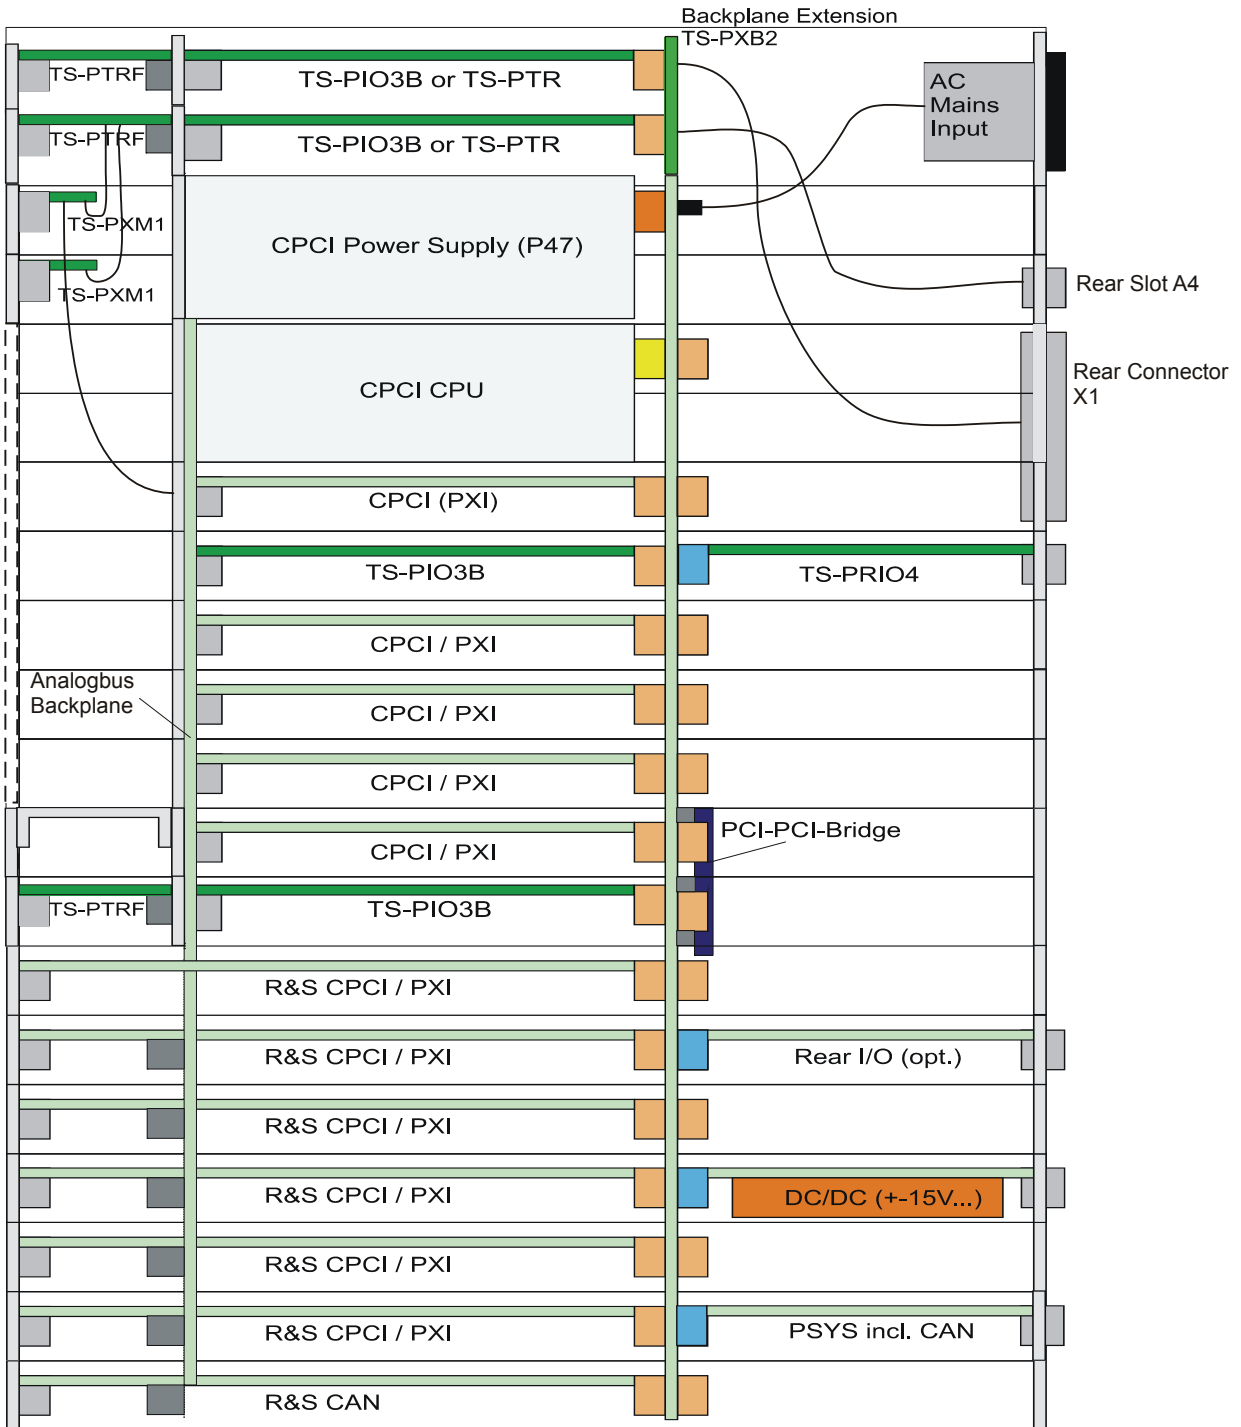 Backplane Extension
TS-PXB2
TS-PTRF
TS-PIO3B or TS-PTR
AC
Mains
Input
TS-PTRF
TS-PIO3B or TS-PTR
TS-PXM1
CPCI Power Supply (P47)
TS-PXM1
Rear Slot A4
CPCI CPU
Rear Connector
X1
CPCI (PXI)
TS-PIO3B
TS-PRIO4
CPCI / PXI
Analogbus
Backplane
CPCI / PXI
CPCI / PXI
CPCI / PXI
PCI-PCI-Bridge
TS-PTRF
TS-PIO3B
R&S CPCI / PXI
R&S CPCI / PXI
Rear I/O (opt.)
R&S CPCI / PXI
R&S CPCI / PXI
DC/DC (+-15V...)
R&S CPCI / PXI
R&S CPCI / PXI
PSYS incl. CAN
R&S CAN